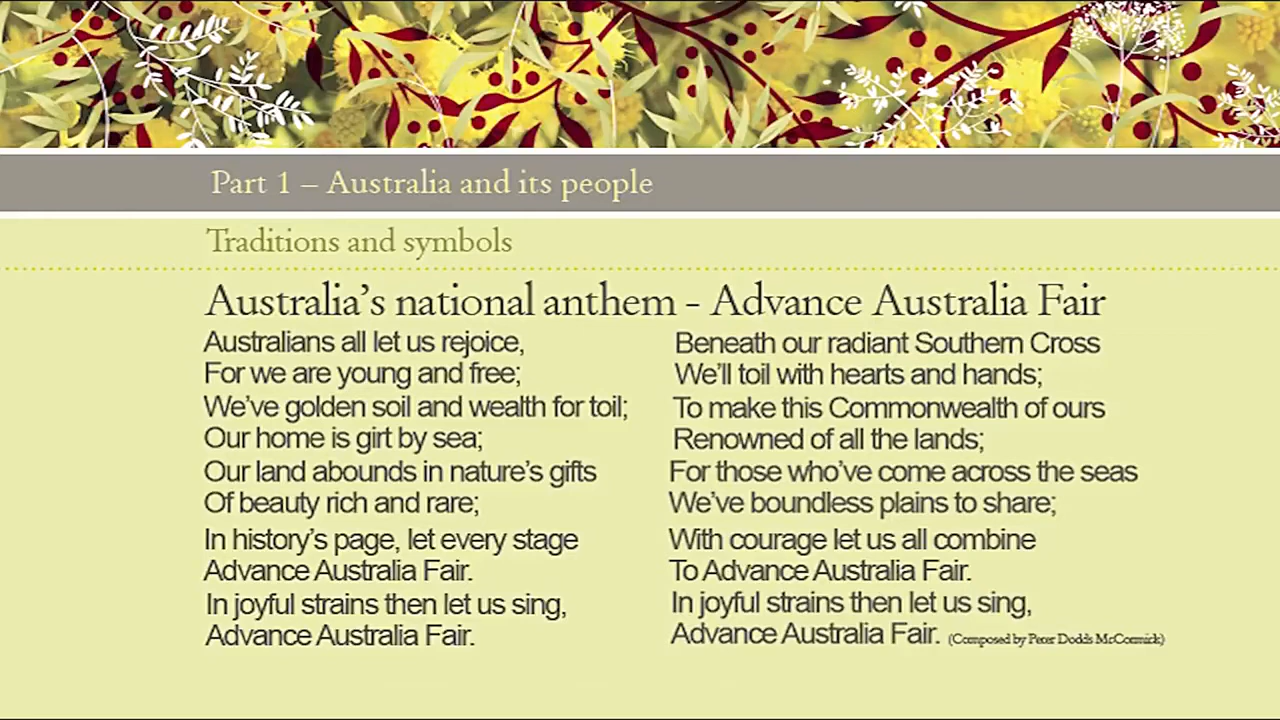 Part 1 – Australia and its people
Traditions and symbols
Australia’s national anthem - Advance Australia Fair
Australians all let us rejoice,
For we are young and free;
We’ve golden soil and wealth for toil;
Our home is girt by sea;
Our land abounds in nature’s gifts
Of beauty rich and rare;
In history’s page, let every stage
Advance Australia Fair.
In joyful strains then let us sing,
Advance Australia Fair.
Beneath our radiant Southern Cross
We’ll toil with hearts and hands;
To make this Commonwealth of ours
Renowned of all the lands;
For those who’ve come across the seas
We’ve boundless plains to share;
With courage let us all combine
To Advance Australia Fair.
In joyful strains then let us sing,
Advance Australia Fair. (Composed by Peter Dodds McCormick)